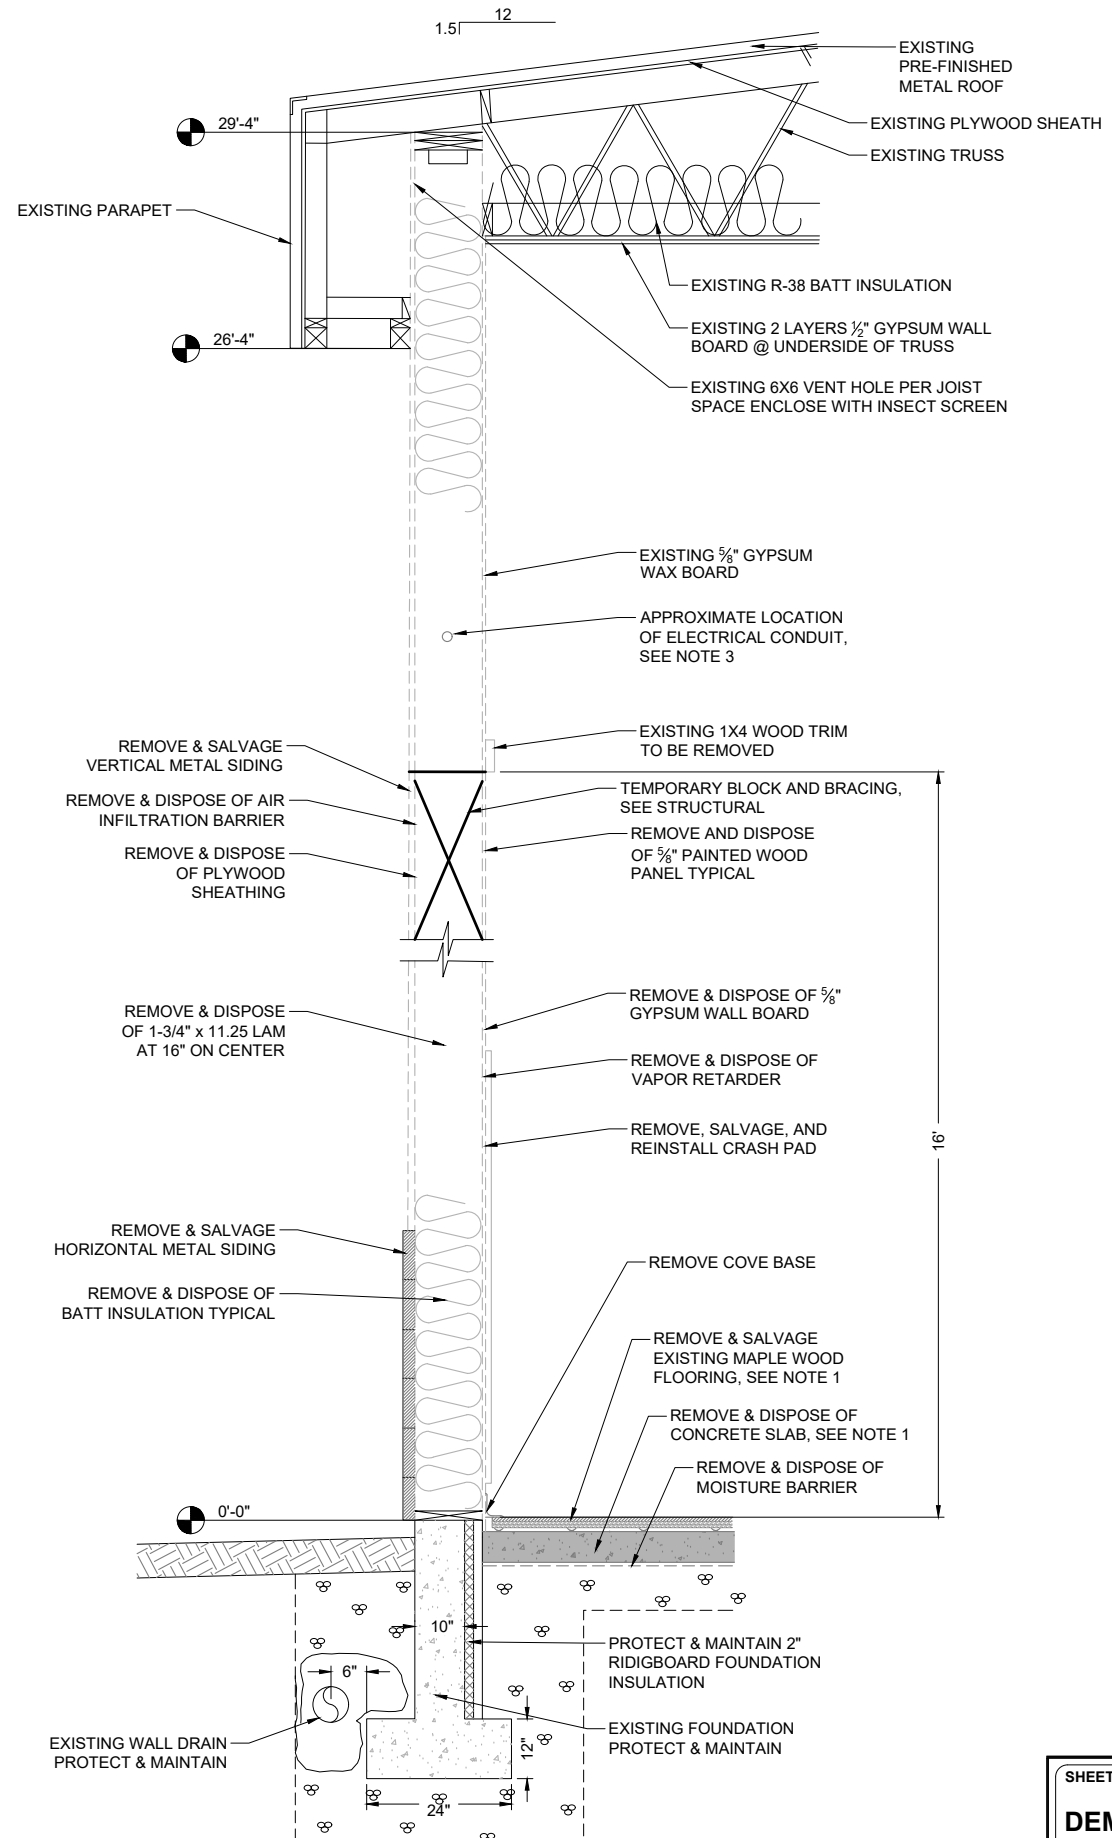 12
1.5
EXISTING
PRE-FINISHED
METAL ROOF
29'-4"
EXISTING PLYWOOD SHEATH
EXISTING TRUSS
EXISTING PARAPET
EXISTING R-38 BATT INSULATION
EXISTING 2 LAYERS ½" GYPSUM WALL
BOARD @ UNDERSIDE OF TRUSS
26'-4"
EXISTING 6X6 VENT HOLE PER JOIST
SPACE ENCLOSE WITH INSECT SCREEN
EXISTING ⅝" GYPSUM
WAX BOARD
APPROXIMATE LOCATION
OF ELECTRICAL CONDUIT,
SEE NOTE 3
EXISTING 1X4 WOOD TRIM
TO BE REMOVED
REMOVE & SALVAGE
VERTICAL METAL SIDING
TEMPORARY BLOCK AND BRACING,
SEE STRUCTURAL
REMOVE & DISPOSE OF AIR
INFILTRATION BARRIER
REMOVE AND DISPOSE
OF ⅝" PAINTED WOOD
PANEL TYPICAL
REMOVE & DISPOSE
OF PLYWOOD
SHEATHING
REMOVE & DISPOSE OF ⅝"
GYPSUM WALL BOARD
REMOVE & DISPOSE
OF 1-3/4" x 11.25 LAM
AT 16" ON CENTER
REMOVE & DISPOSE OF
VAPOR RETARDER
REMOVE, SALVAGE, AND
REINSTALL CRASH PAD
16'
REMOVE & SALVAGE
HORIZONTAL METAL SIDING
REMOVE COVE BASE
REMOVE & DISPOSE OF
BATT INSULATION TYPICAL
REMOVE & SALVAGE
EXISTING MAPLE WOOD
FLOORING, SEE NOTE 1
REMOVE & DISPOSE OF
CONCRETE SLAB, SEE NOTE 1
REMOVE & DISPOSE OF
MOISTURE BARRIER
0'-0"
10"
PROTECT & MAINTAIN 2"
RIDIGBOARD FOUNDATION
INSULATION
6"
EXISTING WALL DRAIN
PROTECT & MAINTAIN
EXISTING FOUNDATION
PROTECT & MAINTAIN
12"
24"
SHEET
DEM